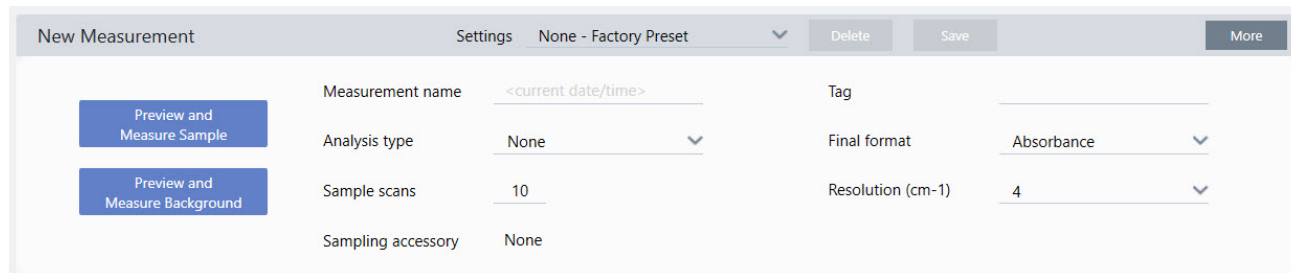 New Measurement Settings None - Factory Preset Delete Save More
Preview and
Measure Sample
Preview and
Measure Background
Measurement name <current date/time>
Analysis type None
Sample scans 10
Sampling accessory None
Tag
Final format Absorbance
Resolution (cm-1) 4